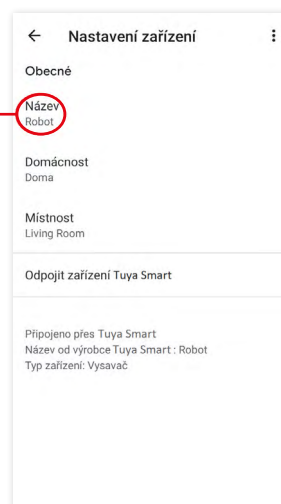 Nastavení zařízení
Obecné
Název
Robot
Domácnost
Doma
Místnost
Living Room
Odpojit zařízení Tuya Smart
Připojeno přes Tuya Smart
Název od výrobce Tuya Smart : Robot
Typ zařízení: Vysavač